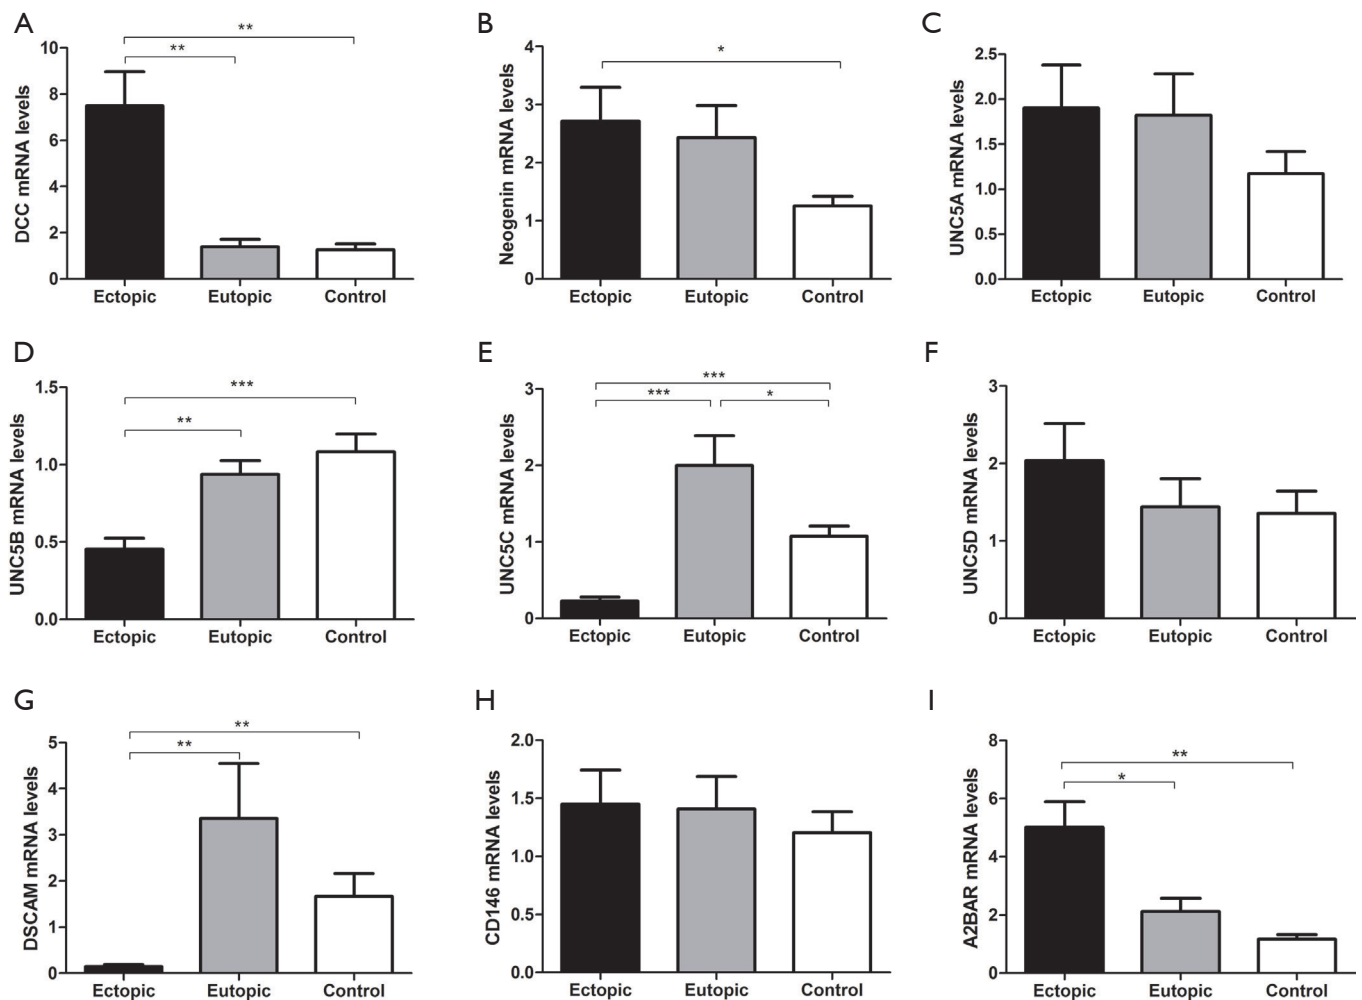 A
DCC mRNA levels
10
8
6
4
2
0
**
**
Ectopic Eutopic Control
B
Neogenin mRNA levels
4
3
2
1
0
*
Ectopic Eutopic Control
C
UNC5A mRNA levels
2.5
2.0
1.5
1.0
0.5
0.0
Ectopic Eutopic Control
D
UNC5B mRNA levels
1.5
1.0
0.5
0.0
***
**
Ectopic Eutopic Control
E
UNC5C mRNA levels
3
2
1
0
***
*** *
Ectopic Eutopic Control
F
UNC5D mRNA levels
3
2
1
0
Ectopic Eutopic Control
G
DSCAM mRNA levels
5
4
3
2
1
0
**
**
Ectopic Eutopic Control
H
CD146 mRNA levels
2.0
1.5
1.0
0.5
0.0
Ectopic Eutopic Control
I
A2BAR mRNA levels
8
6
4
2
0
**
*
Ectopic Eutopic Control